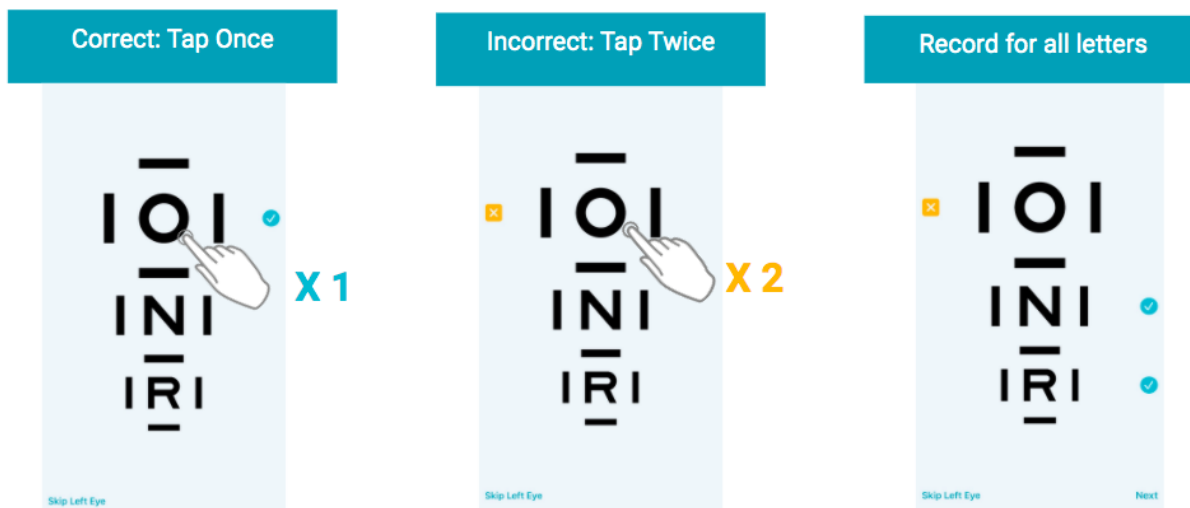 Correct: Tap Once
O
X 1
N
R
Skip Left Eye
Incorrect: Tap Twice
O
X 2
N
R
Skip Left Eye
Record for all letters
O
N
R
Skip Left Eye
Next